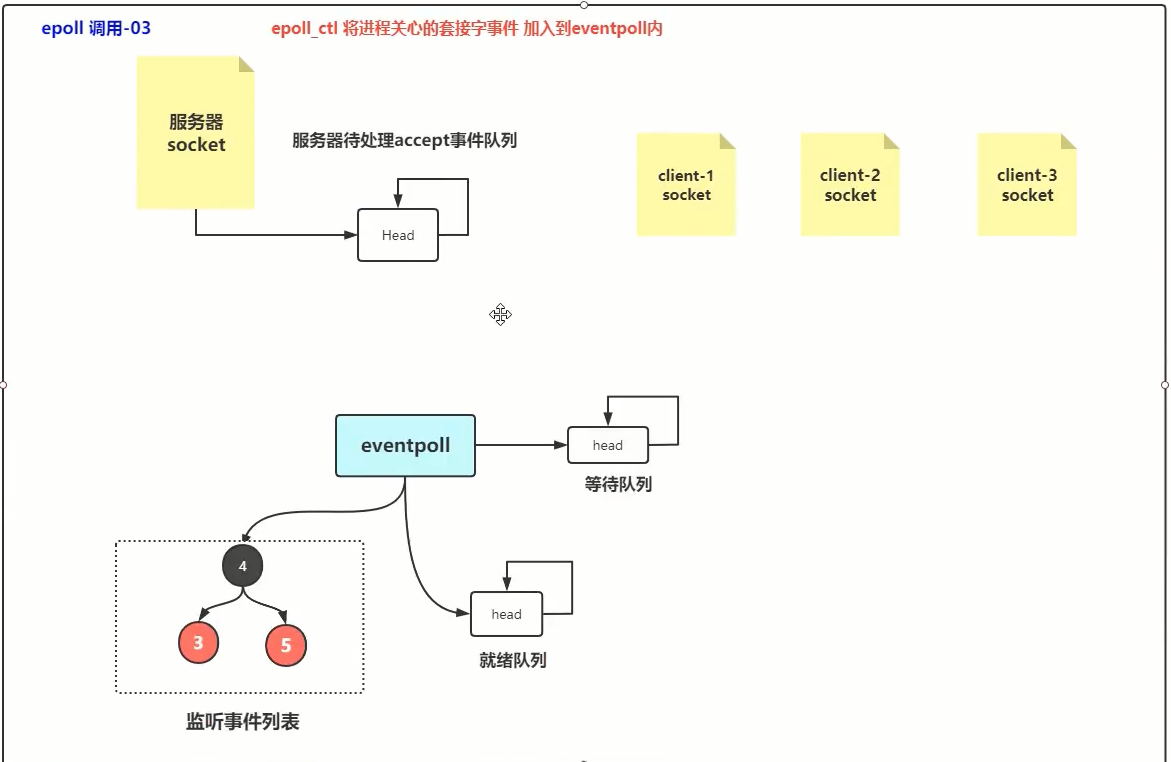 epoll 调用-03
epoll_ctl 将进程关心的套接字事件 加入到eventpoll内
服务器
socket
服务器待处理accept事件队列
Head
client-1
socket
client-2
socket
client-3
socket
eventpoll
head
等待队列
4
3
5
head
就绪队列
监听事件列表